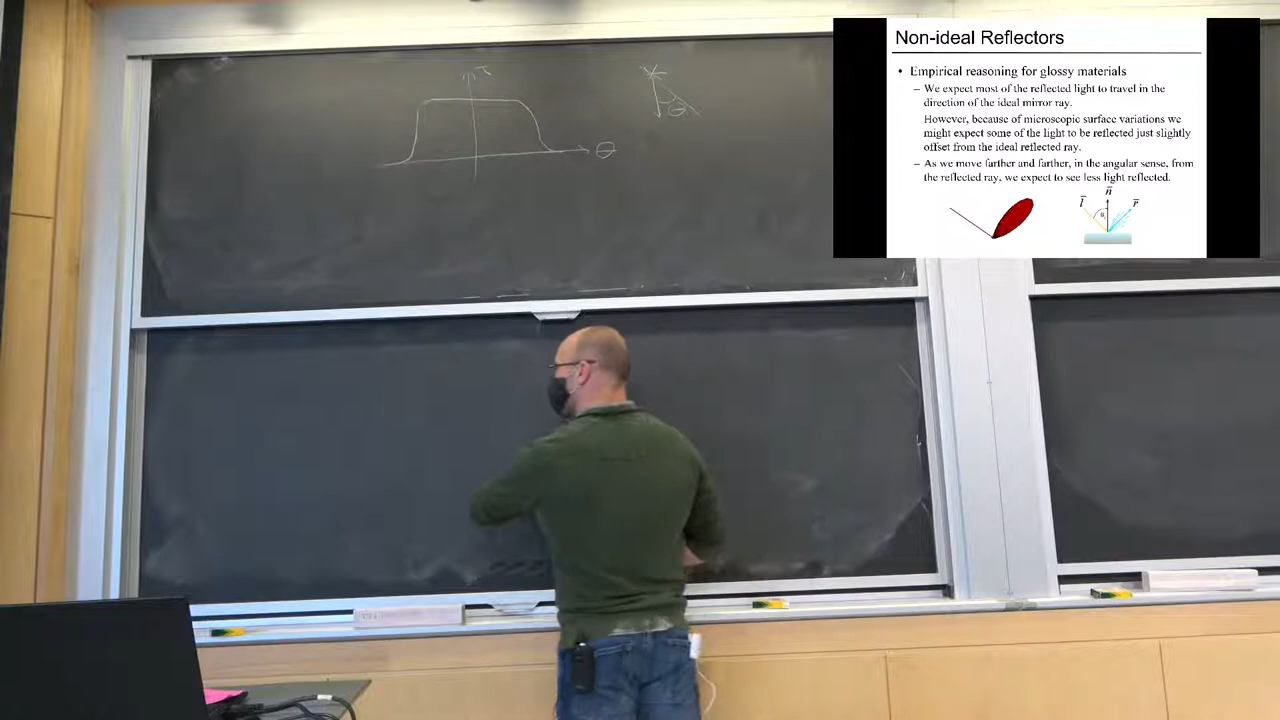 Non-ideal Reflectors
• Empirical reasoning for glossy materials
– We expect most of the reflected light to travel in the
direction of the ideal mirror ray.
However, because of microscopic surface variations we
might expect some of the light to be reflected just slightly
offset from the ideal reflected ray.
– As we move farther and farther, in the angular sense, from
the reflected ray, we expect to see less light reflected.
l n r
θ
θ